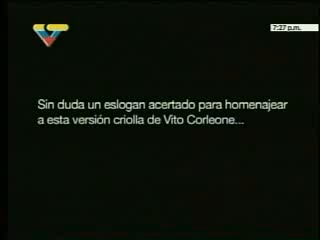 7:27 p.m.
Sin duda un eslogan acertado para homenajear
a esta versión criolla de Vito Corleone...